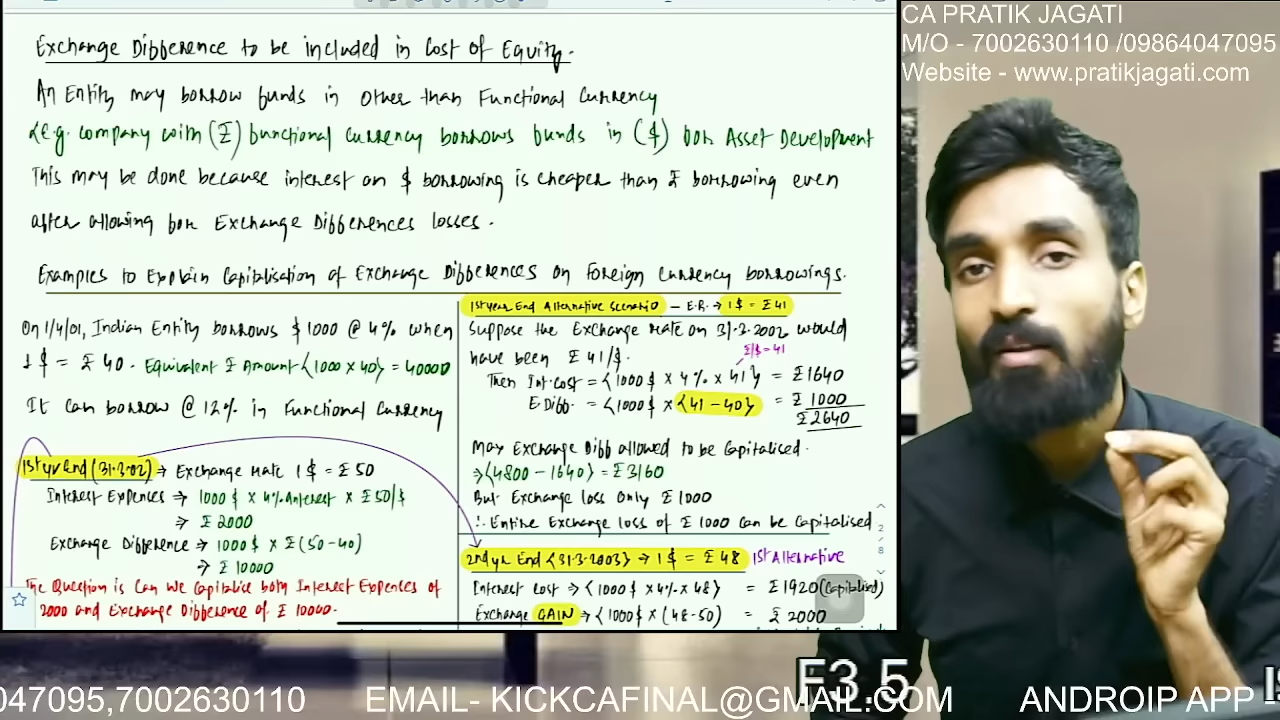 CA PRATIK JAGATI
M/O - 7002630110 /09864047095
Website - www.pratikjagati.com
Exchange Difference to be included in Cost of Equity.
An Entity may borrow funds in Other than Functional Currency
<E.g. company with (₹) functional currency borrows funds in ($) for Asset Development
This may be done because interest on $ borrowing is cheaper than ₹ borrowing even
after allowing for Exchange Differences losses.
Examples to Explain Capitalisation of Exchange Differences on Foreign Currency borrowings.
On 1/4/01, Indian Entity borrows $1000 @ 4% when
1 $ = ₹ 40. Equivalent ₹ Amount <1000 x 40> = 40000
It can borrow @ 12% in Functional Currency
1st yr End (31.3.02) → Exchange Rate 1 $ = ₹ 50
Interest Expences → 1000 $ x 4% interest x ₹50/$
⇒ ₹ 2000
Exchange Difference → 1000 $ x ₹(50-40)
⇒ ₹ 10000
The Question is Can we Capitalise both Interest Expenses of
2000 and Exchange Difference of ₹ 10000.
1st year End Alternative Scenario – E.R. → 1 $ = ₹ 41
Suppose the Exchange Rate on 31.3.2002 would
have been ₹ 41/$. ₹/$ = 41
Then Int. cost = <1000 $ x 4% x 41> = ₹ 1640
E. Diff = <1000 $ x <41 - 40> = ₹ 1000
₹ 2640
Max Exchange Diff allowed to be Capitalised.
⇒ (4800 - 1640) = ₹ 3160
But Exchange loss only ₹ 1000
∴ Entire Exchange loss of ₹ 1000 can be Capitalised
2nd yr End <31.3.2003> → 1 $ = ₹ 48 1st Alternative
Interest cost → <1000 $ x 4% x 48> = ₹ 1920 (Capitalised)
Exchange GAIN → <1000 $ x (48-50) = ₹ 2000
2
8
F3.5
047095,7002630110 EMAIL- KICKCAFINAL@GMAIL.COM ANDROIP APP